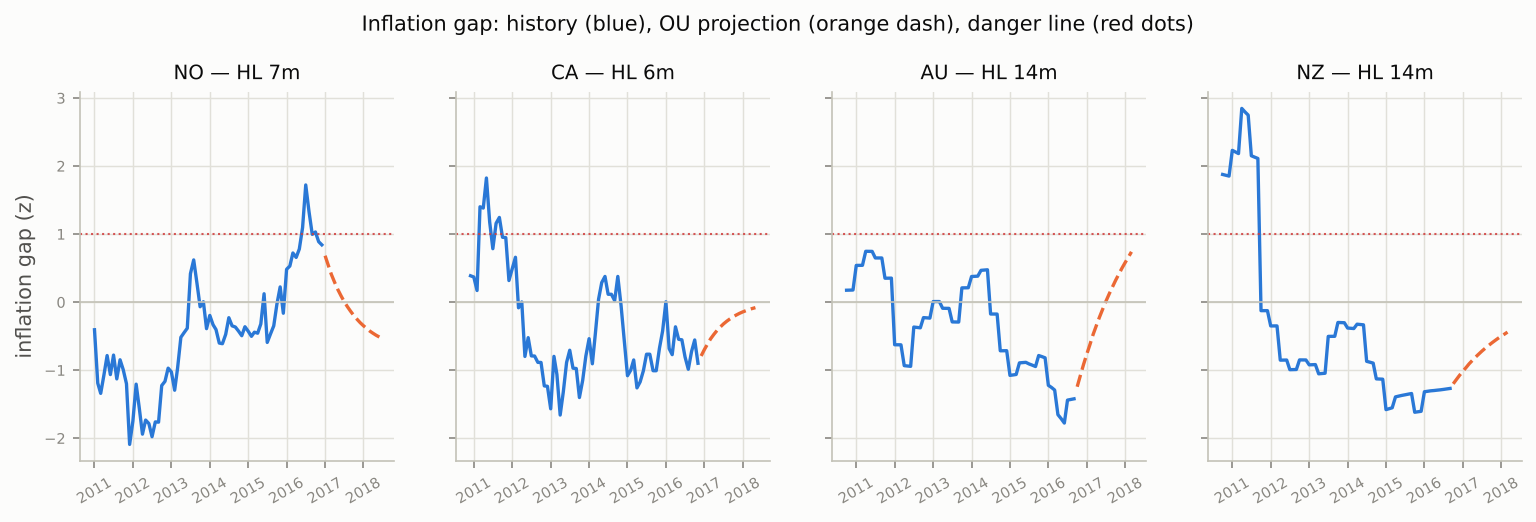 Inflation gap: history (blue), OU projection (orange dash), danger line (red dots)
NO — HL 7m
CA — HL 6m
AU — HL 14m
NZ — HL 14m
inflation gap (z)
3
2
1
0
−1
−2
2011 2012 2013 2014 2015 2016 2017 2018
2011 2012 2013 2014 2015 2016 2017 2018
2011 2012 2013 2014 2015 2016 2017 2018
2011 2012 2013 2014 2015 2016 2017 2018